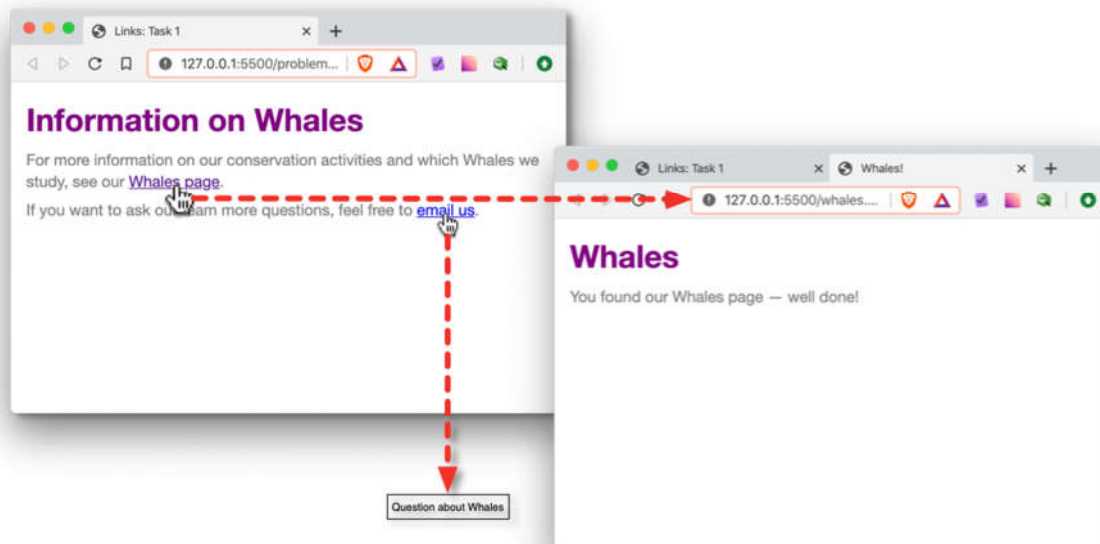 Links: Task 1
127.0.0.1:5500/problem...
Information on Whales
For more information on our conservation activities and which Whales we
study, see our Whales page.
If you want to ask our team more questions, feel free to email us.
Question about Whales
Links: Task 1
Whales!
127.0.0.1:5500/whales....
Whales
You found our Whales page — well done!